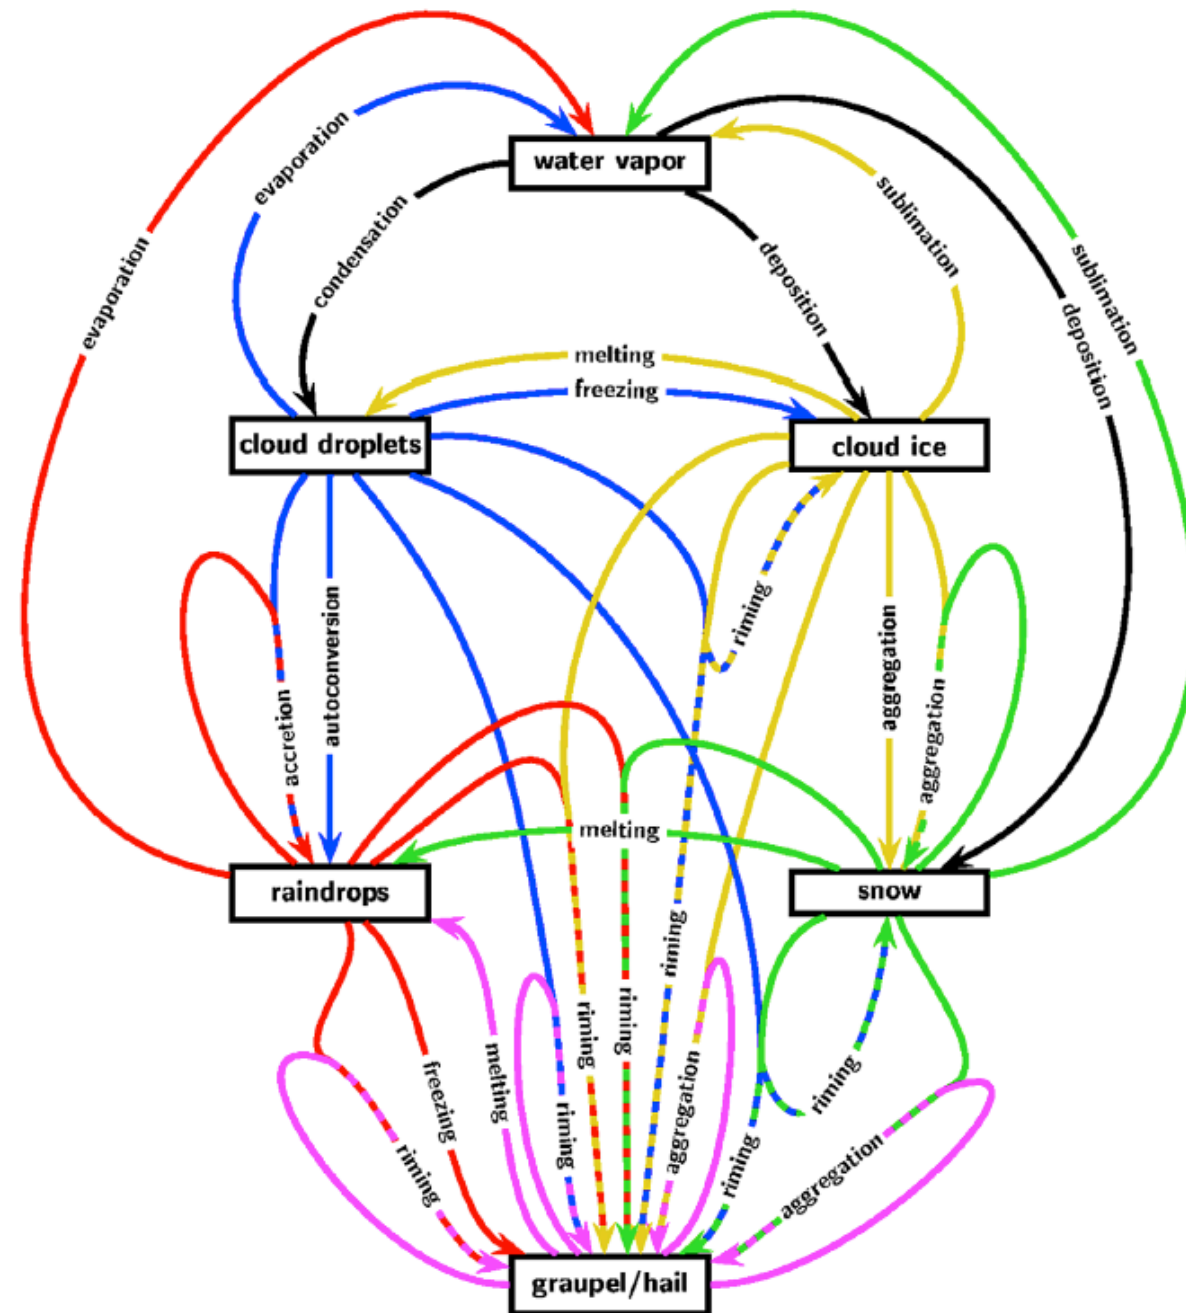 water vapor
evaporation
condensation
deposition
sublimation
evaporation
sublimation
deposition
melting
freezing
cloud droplets
cloud ice
riming
autoconversion
aggregation
accretion
aggregation
melting
raindrops
snow
riming
riming
riming
freezing
melting
riming
aggregation
riming
riming
riming
aggregation
graupel/hail